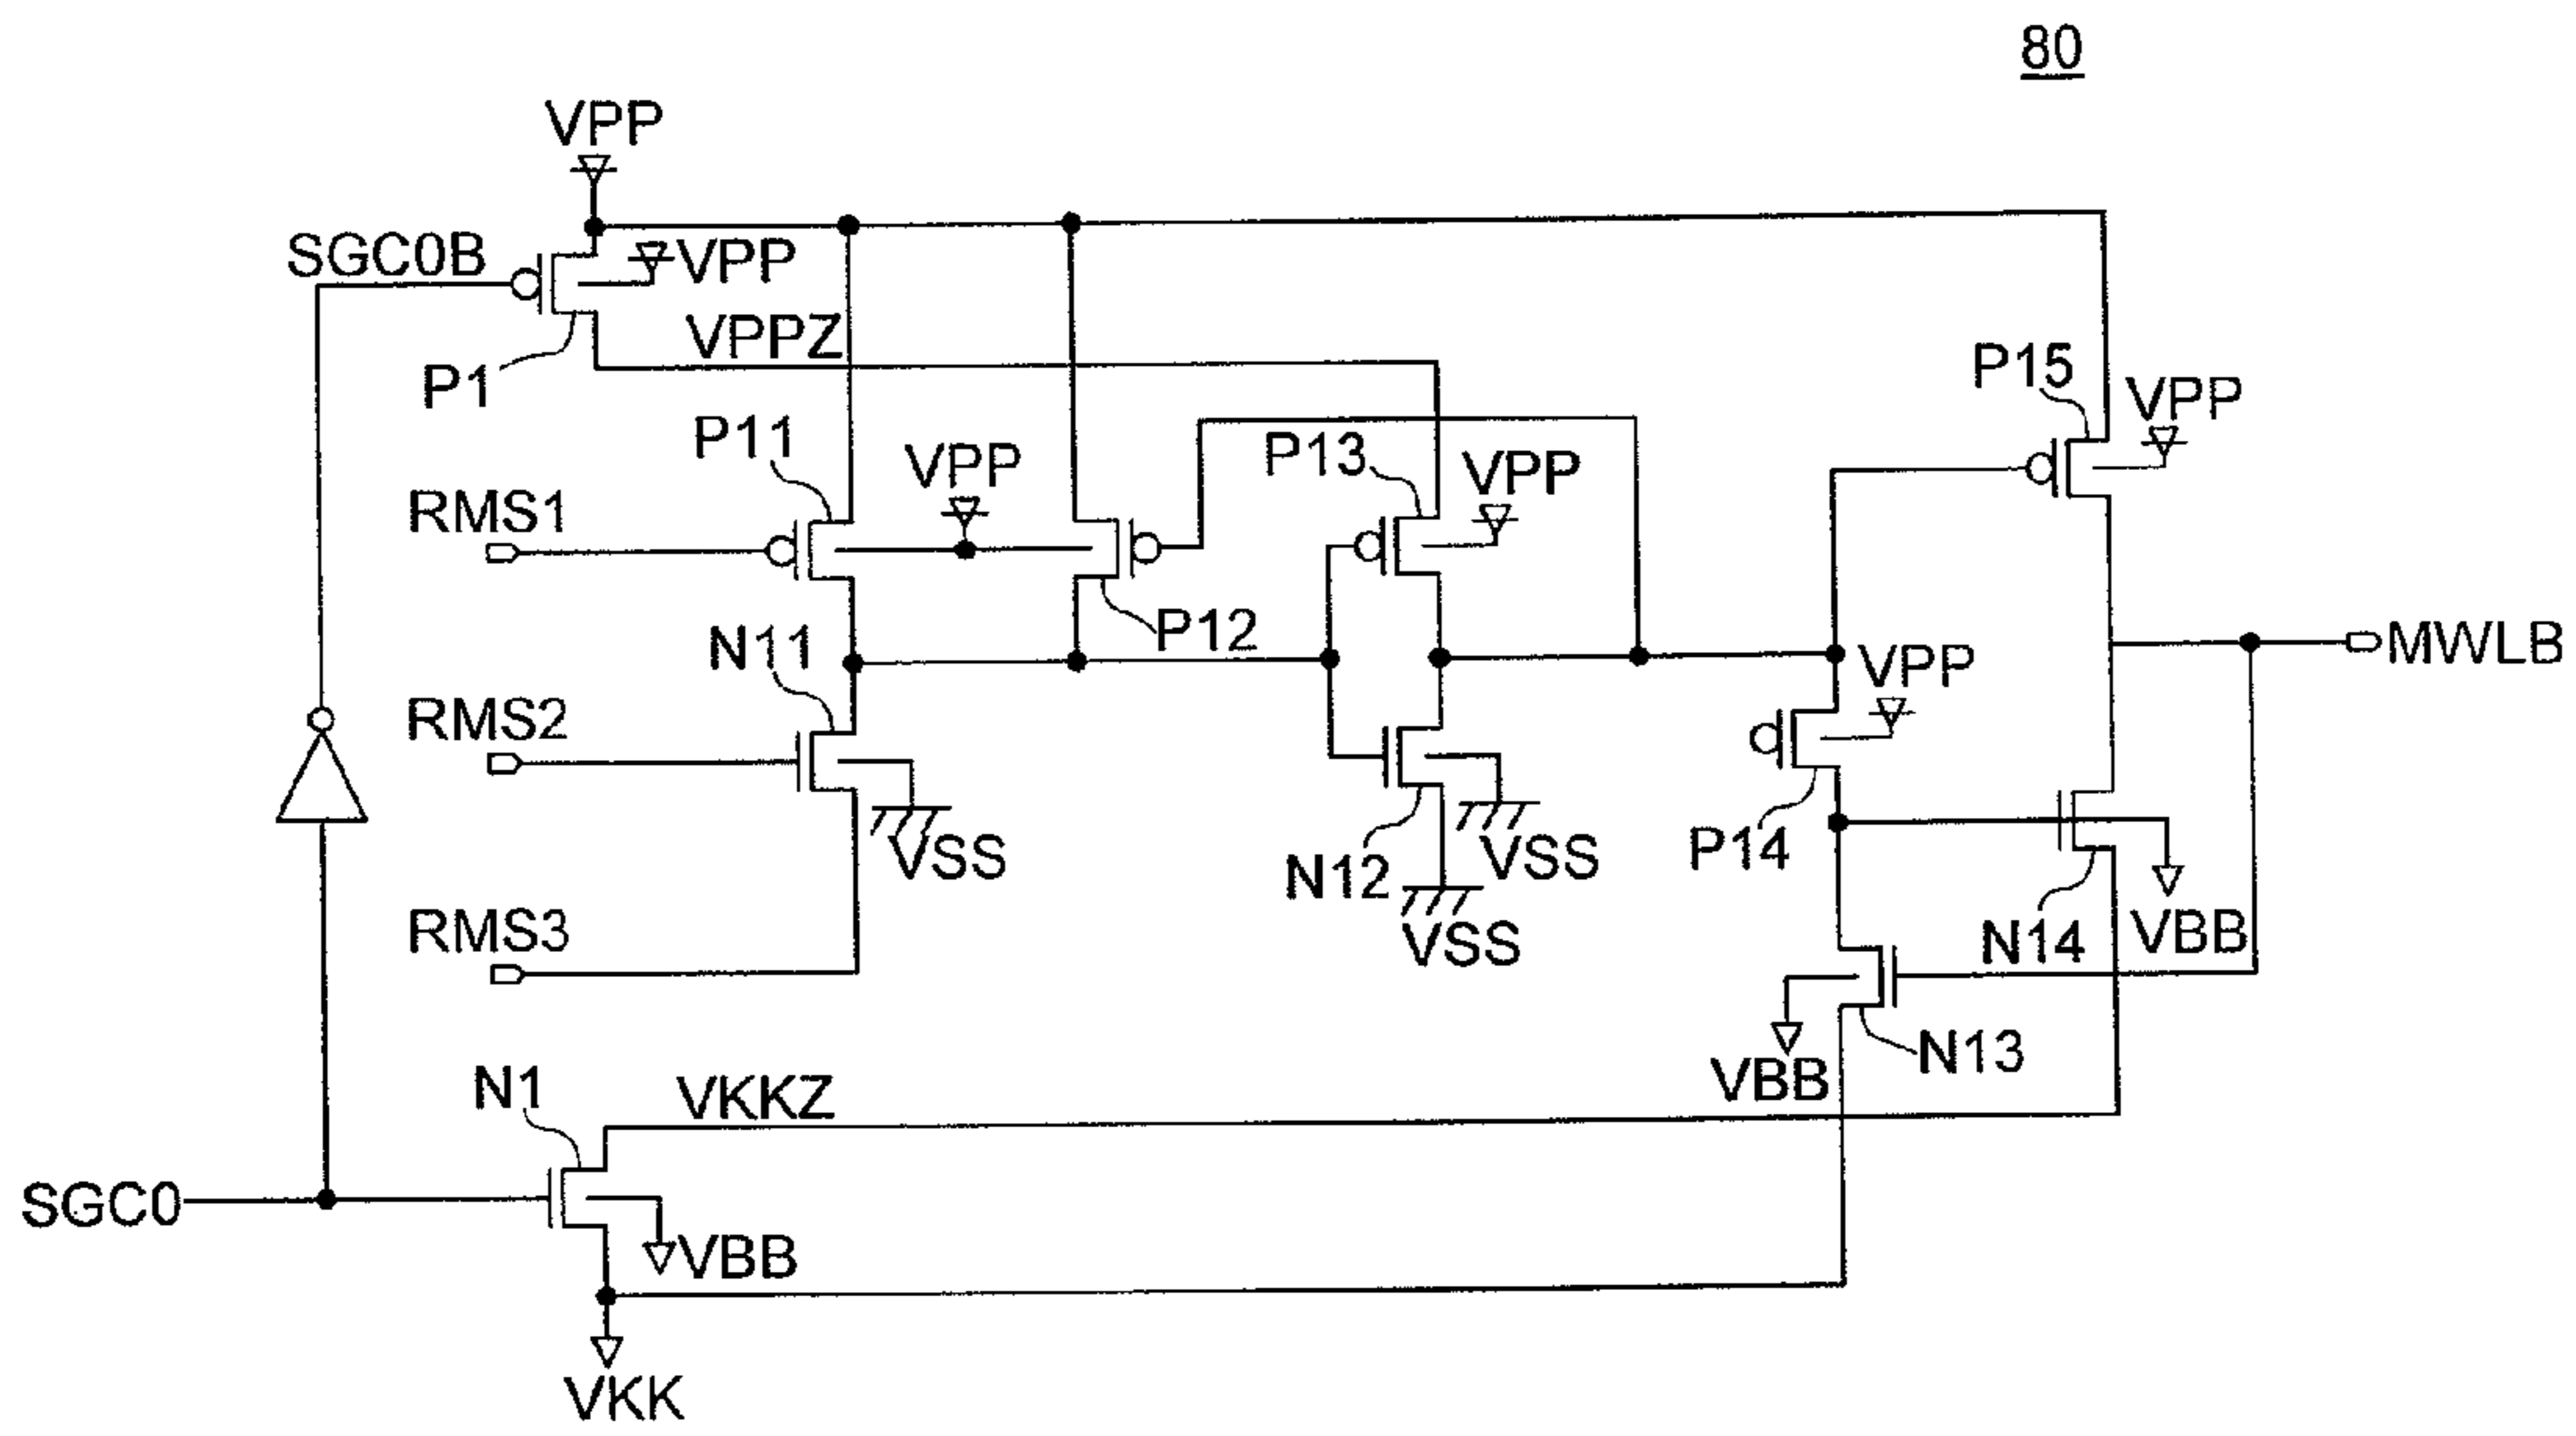 80
VPP
SGC0B
VPP
VPPZ
P1
P15
VPP
P11
VPP
P13
VPP
RMS1
P12
N11
MWLB
VPP
RMS2
VSS
N12
VSS
P14
RMS3
VSS
N14
VBB
N13
VBB
N1
VKKZ
SGC0
VBB
VKK